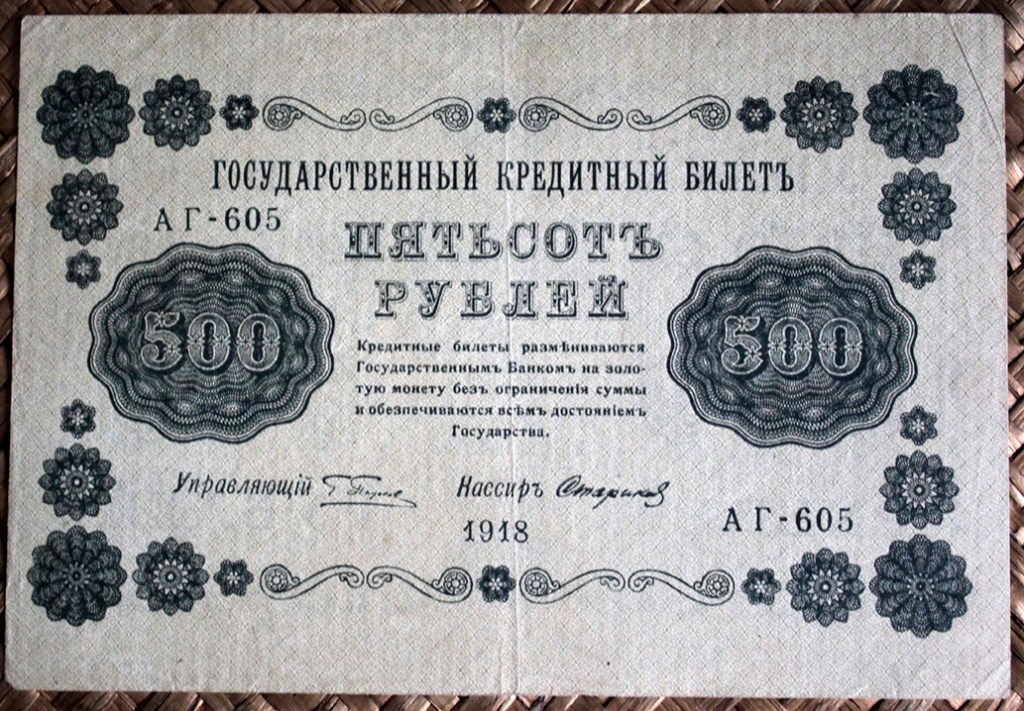 ГОСУДАРСТВЕННЫЙ КРЕДИТНЫЙ БИЛЕТЪ
АГ-605
ПЯТЬСОТЪ
РУБЛЕЙ
500
500
Кредитные билеты размѣниваются
Государственнымъ Банкомъ на золо-
тую монету безъ ограниченія суммы
и обезпечиваются всѣмъ достояніемъ
Государства.
Управляющій
Кассиръ Стариков
1918
АГ-605